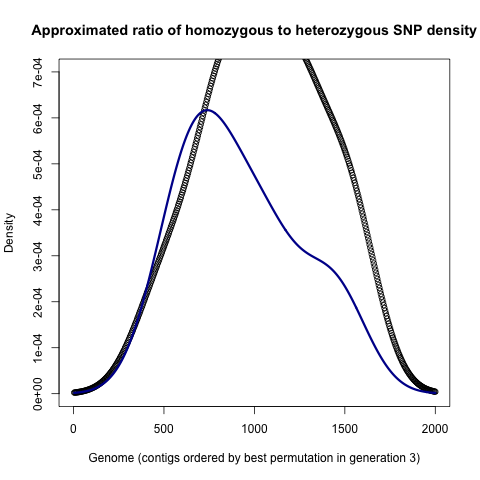 Approximated ratio of homozygous to heterozygous SNP density
Density
7e-04
6e-04
5e-04
4e-04
3e-04
2e-04
1e-04
0e+00
0 500 1000 1500 2000
Genome (contigs ordered by best permutation in generation 3)